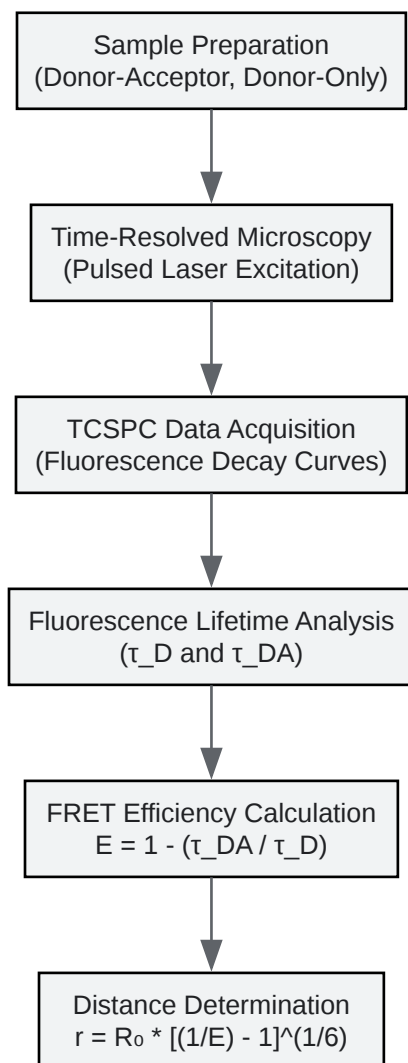 Sample Preparation
(Donor-Acceptor, Donor-Only)
Time-Resolved Microscopy
(Pulsed Laser Excitation)
TCSPC Data Acquisition
(Fluorescence Decay Curves)
Fluorescence Lifetime Analysis
(τ_D and τ_DA)
FRET Efficiency Calculation
E = 1 - (τ_DA / τ_D)
Distance Determination
r = R₀ * [(1/E) - 1]^(1/6)